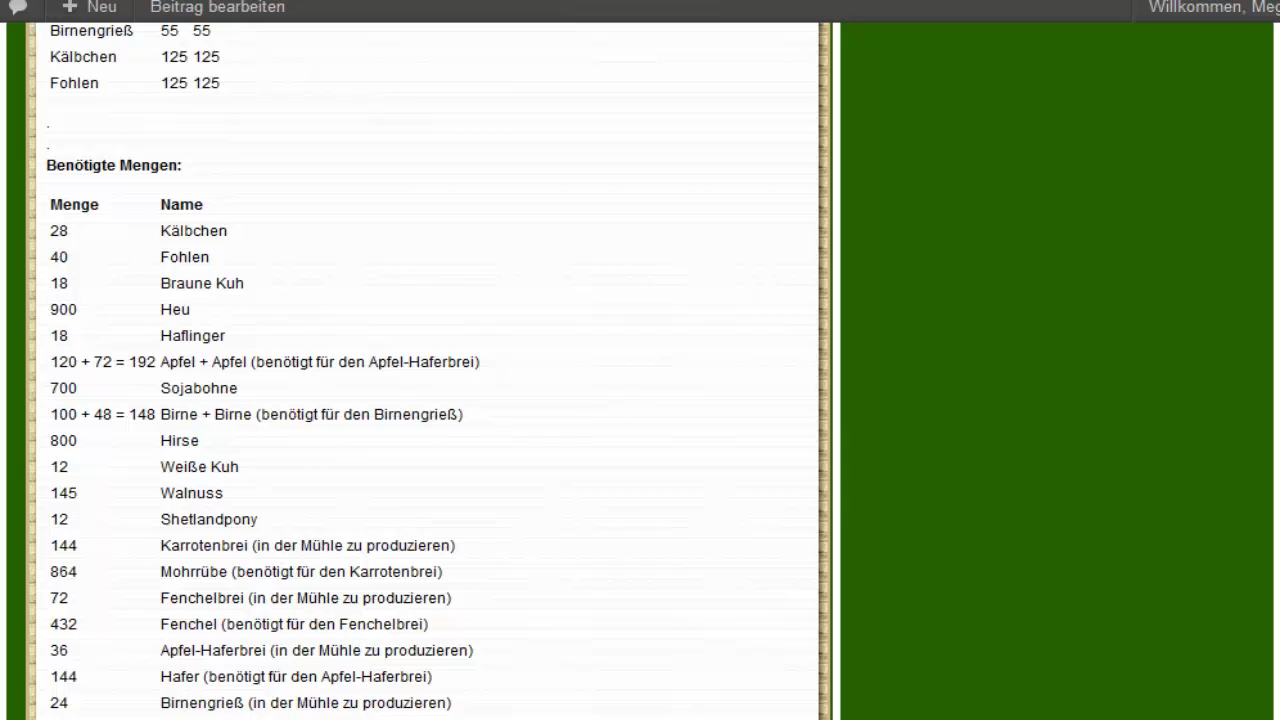 Neu Beitrag bearbeiten Willkommen, Meg
Birnengrieß 55 55
Kälbchen 125 125
Fohlen 125 125
.
.
Benötigte Mengen:
Menge Name
28 Kälbchen
40 Fohlen
18 Braune Kuh
900 Heu
18 Haflinger
120 + 72 = 192 Apfel + Apfel (benötigt für den Apfel-Haferbrei)
700 Sojabohne
100 + 48 = 148 Birne + Birne (benötigt für den Birnengrieß)
800 Hirse
12 Weiße Kuh
145 Walnuss
12 Shetlandpony
144 Karrotenbrei (in der Mühle zu produzieren)
864 Mohrrübe (benötigt für den Karrotenbrei)
72 Fenchelbrei (in der Mühle zu produzieren)
432 Fenchel (benötigt für den Fenchelbrei)
36 Apfel-Haferbrei (in der Mühle zu produzieren)
144 Hafer (benötigt für den Apfel-Haferbrei)
24 Birnengrieß (in der Mühle zu produzieren)